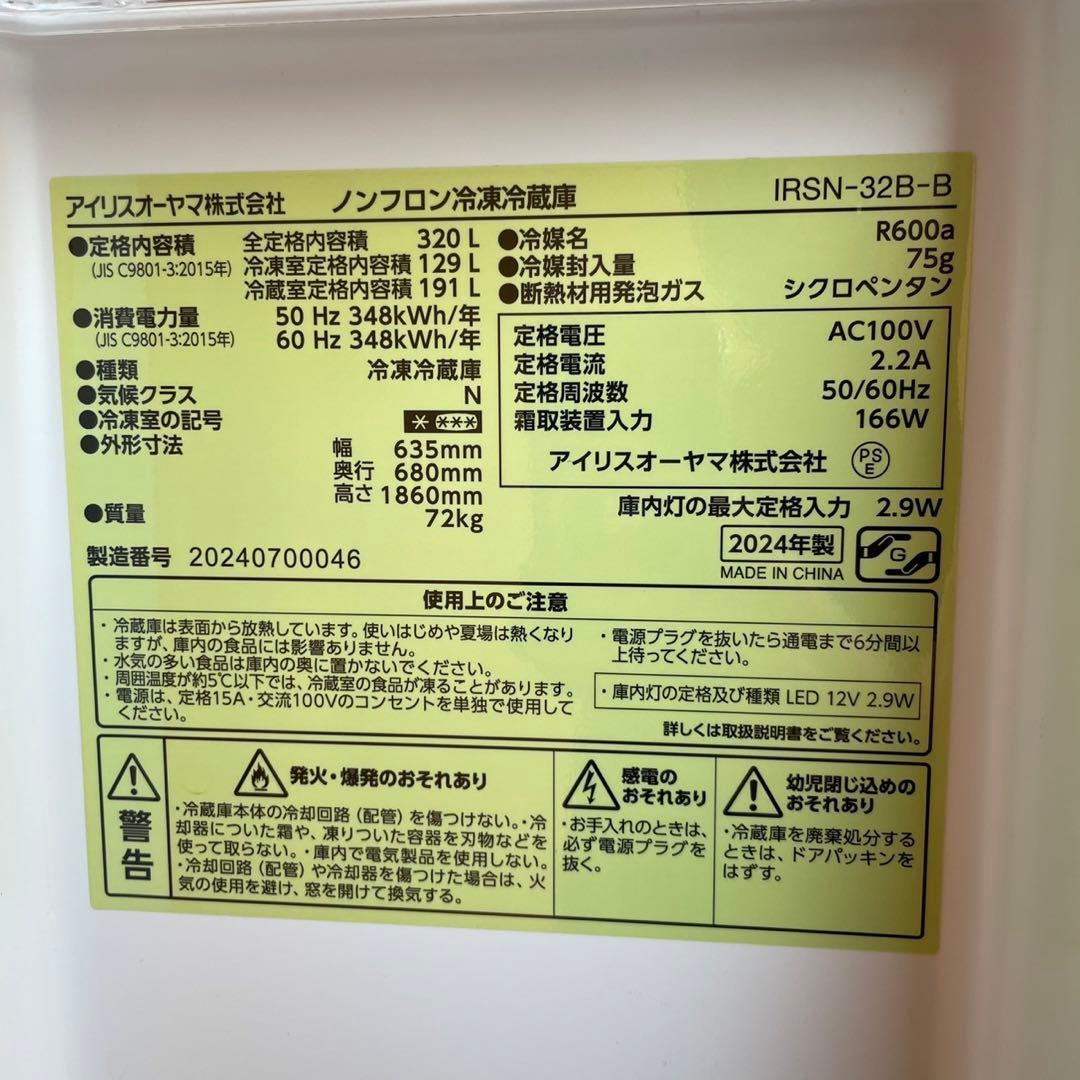 アイリスオーヤマ株式会社 ノンフロン冷凍冷蔵庫 IRSN-32B-B
●定格内容積 全定格内容積 320 L
(JIS C9801-3:2015年) 冷凍室定格内容積 129 L
冷蔵室定格内容積 191 L
●消費電力量 50 Hz 348kWh/年
(JIS C9801-3:2015年) 60 Hz 348kWh/年
●種類 冷凍冷蔵庫
●気候クラス N
●冷凍室の記号
●外形寸法 幅 635mm
奥行 680mm
高さ 1860mm
●質量 72kg
製造番号 20240700046
●冷媒名 R600a
●冷媒封入量 75g
●断熱材用発泡ガス シクロペンタン
定格電圧 AC100V
定格電流 2.2A
定格周波数 50/60Hz
霜取装置入力 166W
アイリスオーヤマ株式会社 PS E
庫内灯の最大定格入力 2.9W
2024年製
MADE IN CHINA
G
使用上のご注意
・冷蔵庫は表面から放熱しています。使いはじめや夏場は熱くなり
ますが、庫内の食品には影響ありません。
・水気の多い食品は庫内の奥に置かないでください。
・周囲温度が約5℃以下では、冷蔵室の食品が凍ることがあります。
・電源は、定格15A・交流100Vのコンセントを単独で使用して
ください。
・電源プラグを抜いたら通電まで6分間以
上待ってください。
・庫内灯の定格及び種類 LED 12V 2.9W
詳しくは取扱説明書をご覧ください。
警告
発火・爆発のおそれあり
・冷蔵庫本体の冷却回路（配管）を傷つけない。・冷
却器についた霜や、凍りついた容器を刃物などを
使って取らない。・庫内で電気製品を使用しない。
・冷却回路（配管）や冷却器を傷つけた場合は、火
気の使用を避け、窓を開けて換気する。
感電の
おそれあり
・お手入れのときは、
必ず電源プラグを
抜く。
幼児閉じ込めの
おそれあり
・冷蔵庫を廃棄処分する
ときは、ドアパッキンを
はずす。